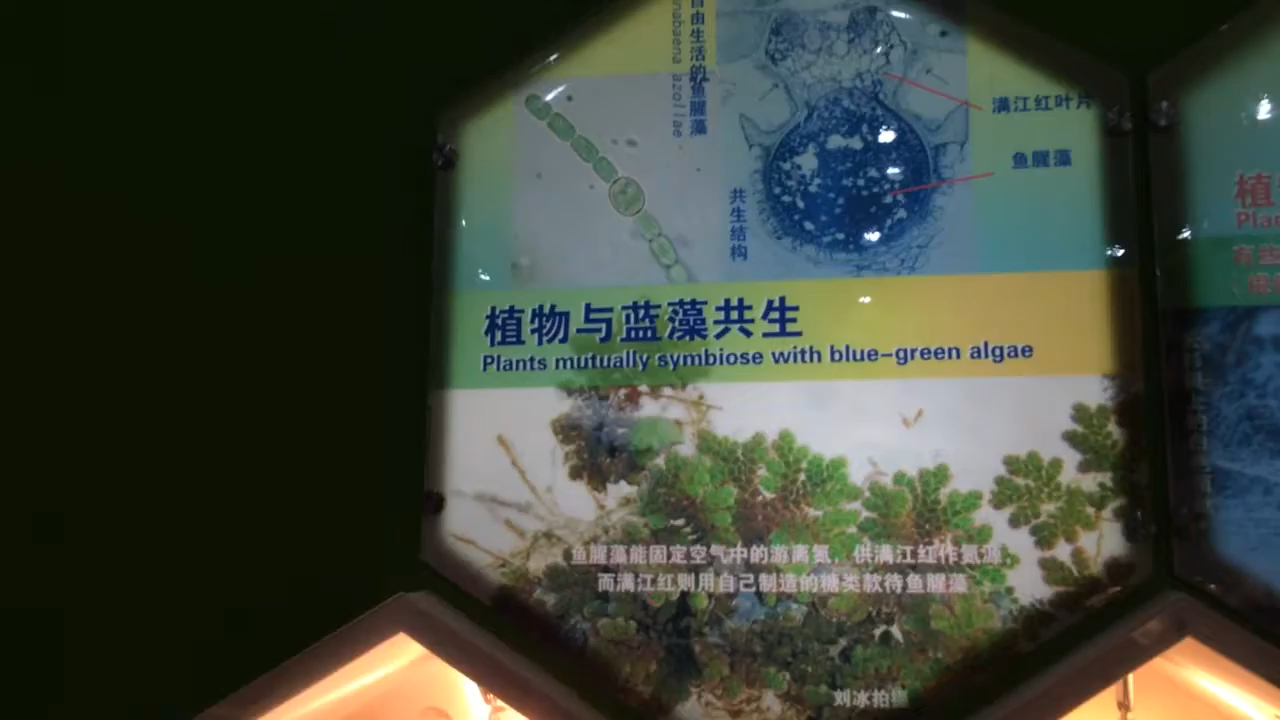 自由生活的鱼腥藻
Anabaena azollae
满江红叶片
鱼腥藻
共生结构
植物与蓝藻共生
Plants mutually symbiose with blue-green algae
鱼腥藻能固定空气中的游离氮，供满江红作氮源，
而满江红则用自己制造的糖类款待鱼腥藻
刘冰拍摄
植
有些